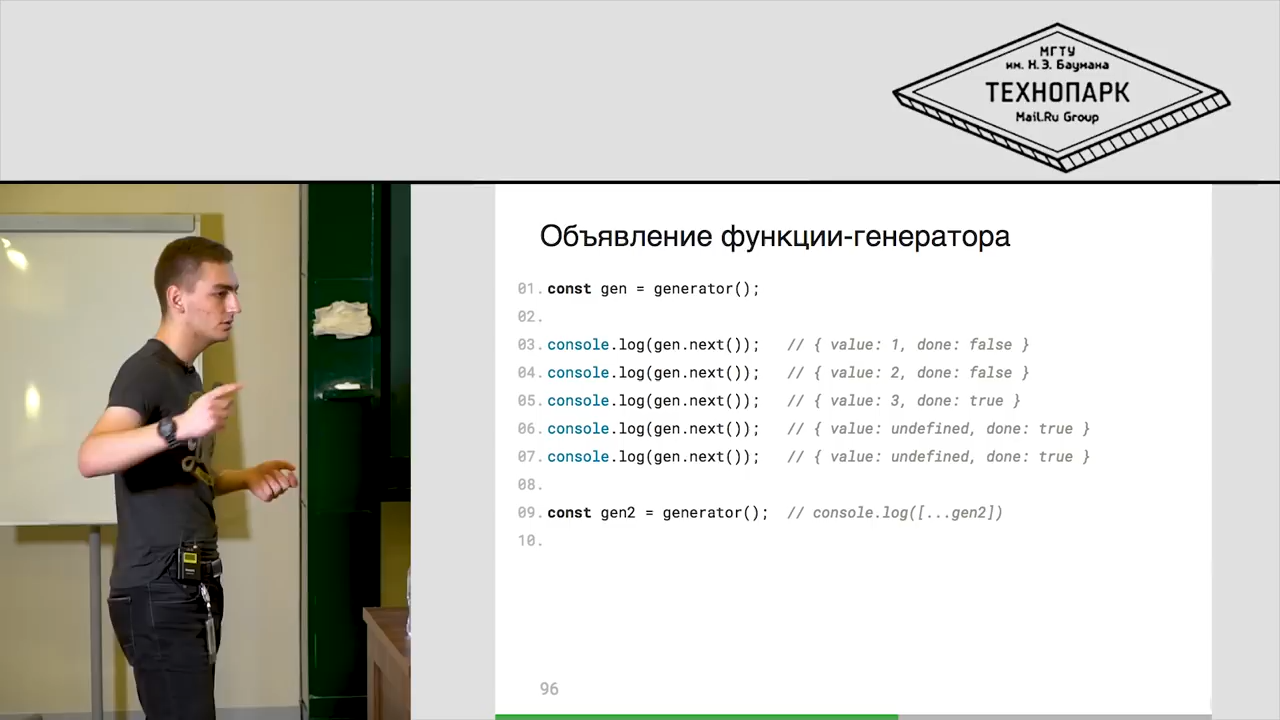 МГТУ
им. Н.Э. Баумана
ТЕХНОПАРК
Mail.Ru Group
Объявление функции-генератора
01. const gen = generator();
02.
03. console.log(gen.next());   // { value: 1, done: false }
04. console.log(gen.next());   // { value: 2, done: false }
05. console.log(gen.next());   // { value: 3, done: true }
06. console.log(gen.next());   // { value: undefined, done: true }
07. console.log(gen.next());   // { value: undefined, done: true }
08.
09. const gen2 = generator();  // console.log([...gen2])
10.
96